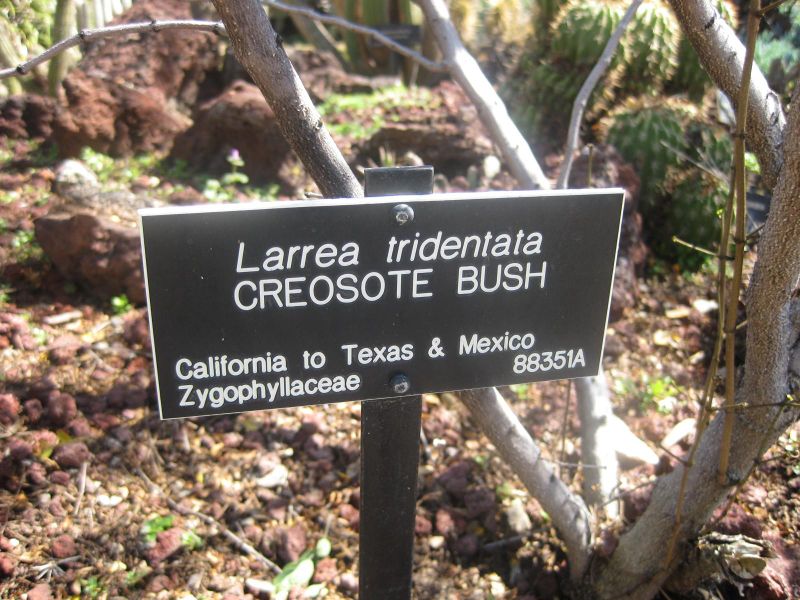 Larrea tridentata
CREOSOTE BUSH
California to Texas & Mexico
Zygophyllaceae 88351A